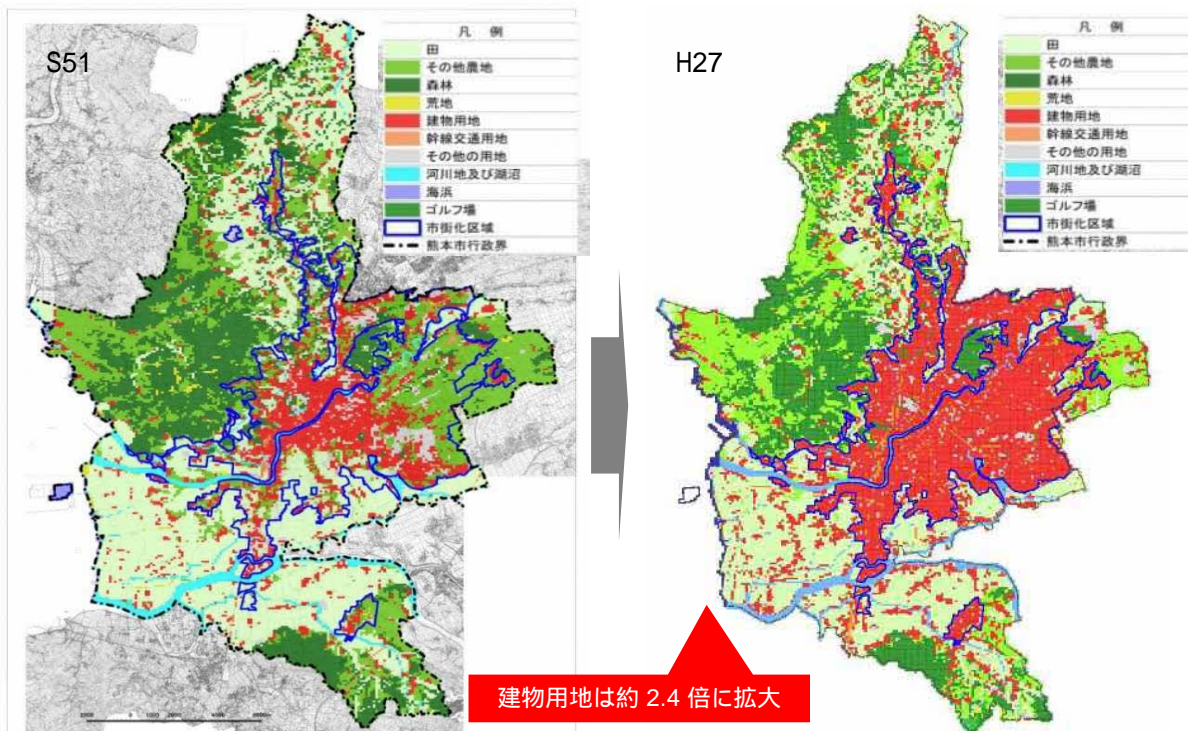 S51
凡 例
田
その他農地
森林
荒地
建物用地
幹線交通用地
その他の用地
河川地及び湖沼
海浜
ゴルフ場
市街化区域
熊本市行政界
H27
凡 例
田
その他農地
森林
荒地
建物用地
幹線交通用地
その他の用地
河川地及び湖沼
海浜
ゴルフ場
市街化区域
熊本市行政界
建物用地は約 2.4 倍に拡大